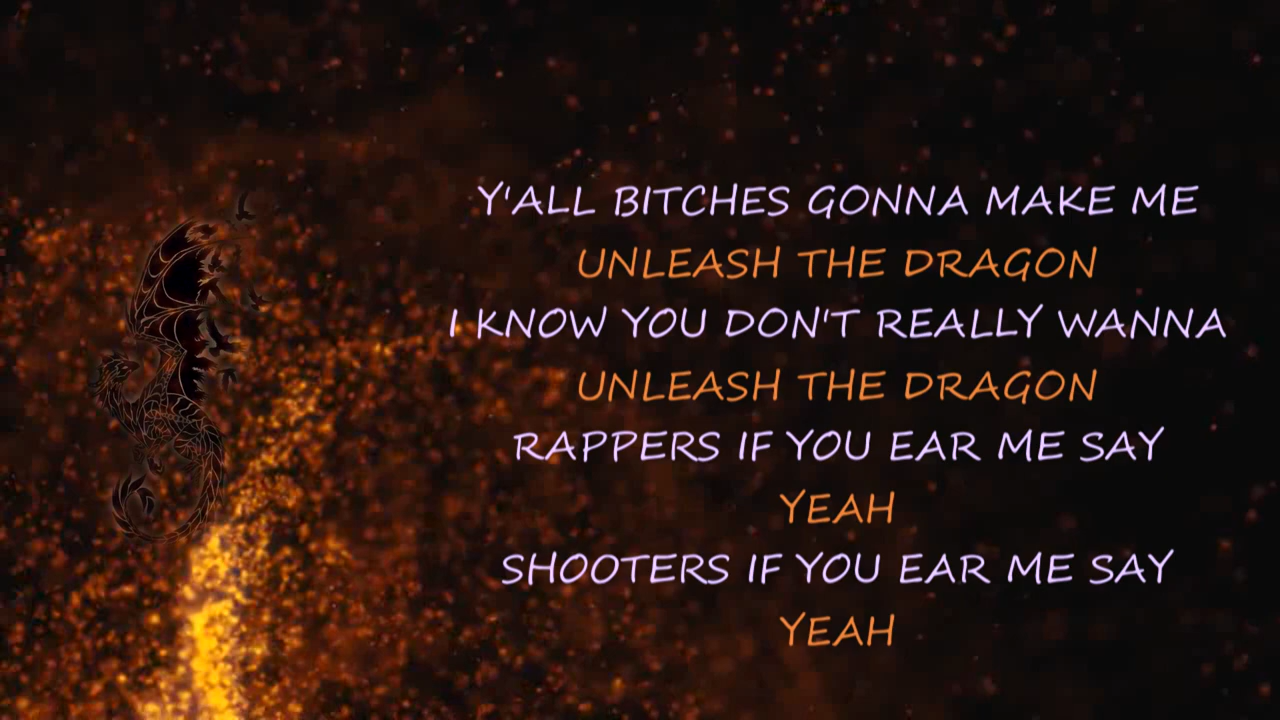 Y'ALL BITCHES GONNA MAKE ME
UNLEASH THE DRAGON
I KNOW YOU DON'T REALLY WANNA
UNLEASH THE DRAGON
RAPPERS IF YOU EAR ME SAY
YEAH
SHOOTERS IF YOU EAR ME SAY
YEAH